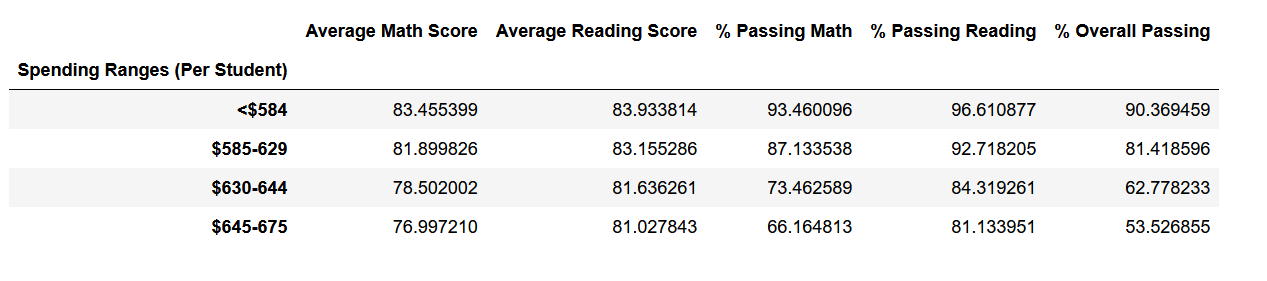 Average Math Score Average Reading Score % Passing Math % Passing Reading % Overall Passing
Spending Ranges (Per Student)
<$584 83.455399 83.933814 93.460096 96.610877 90.369459
$585-629 81.899826 83.155286 87.133538 92.718205 81.418596
$630-644 78.502002 81.636261 73.462589 84.319261 62.778233
$645-675 76.997210 81.027843 66.164813 81.133951 53.526855